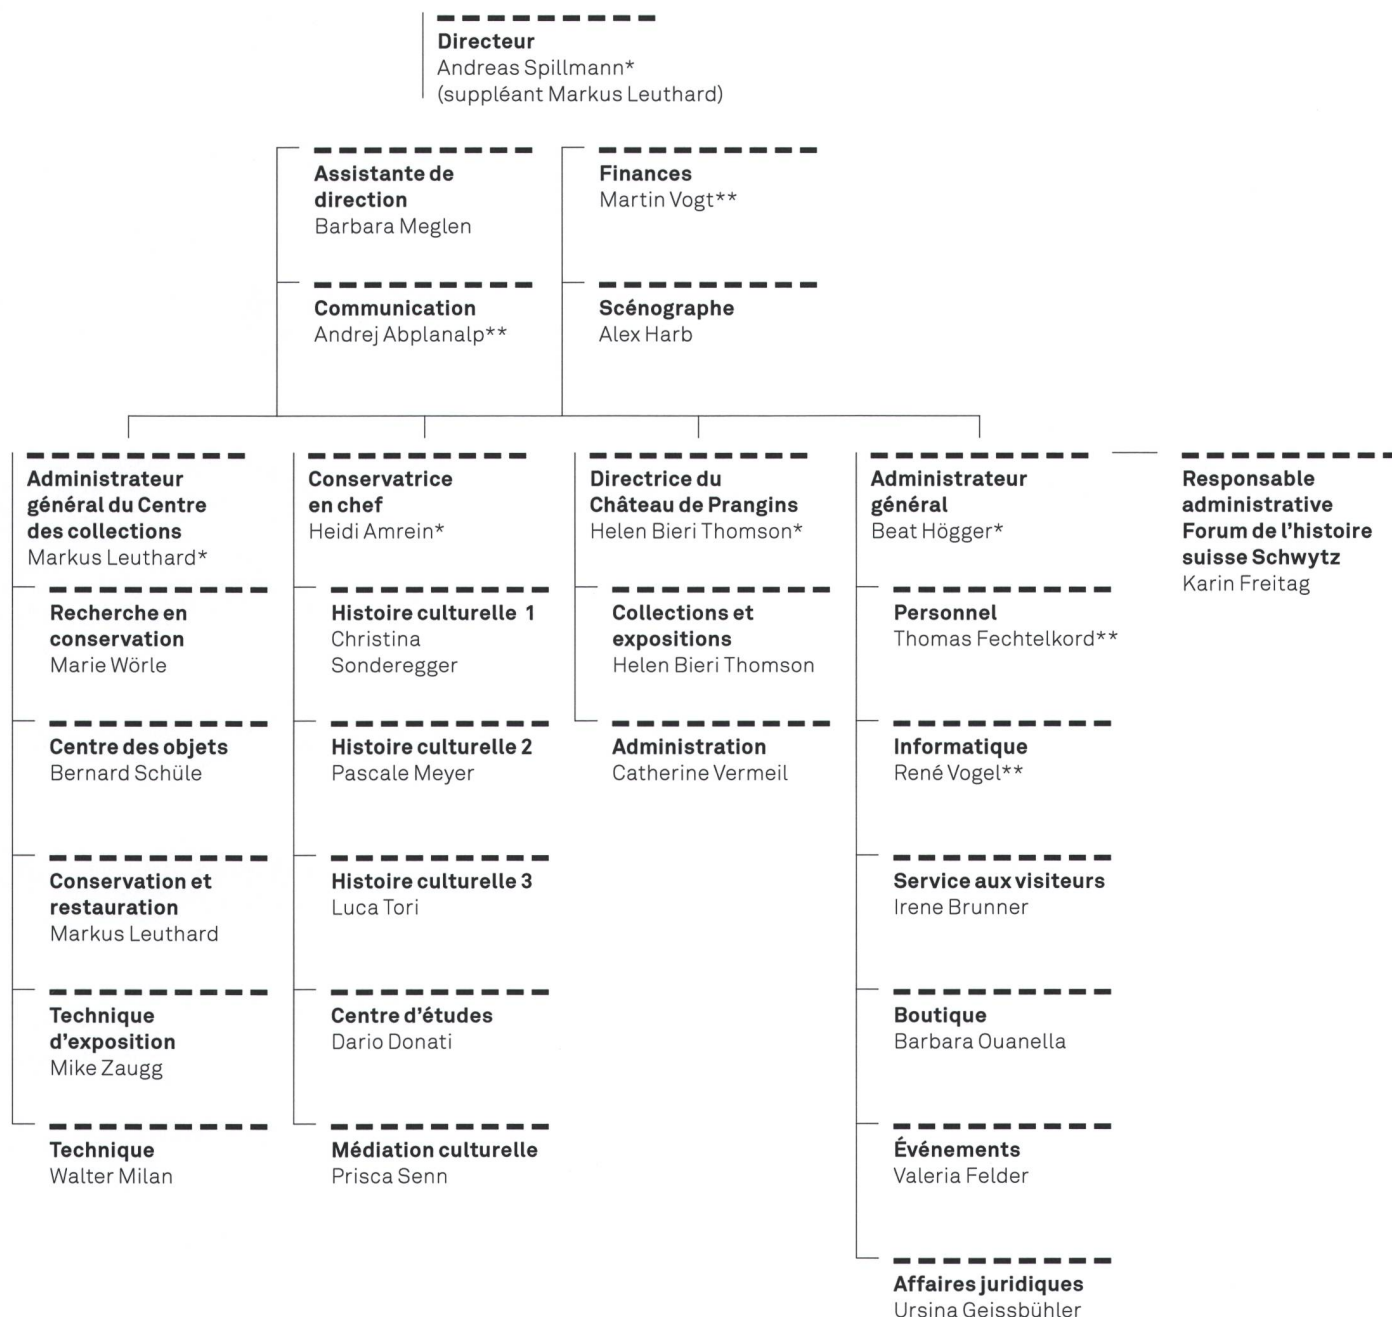 Directeur
Andreas Spillmann*
(suppléant Markus Leuthard)
Assistante de
direction
Barbara Meglen
Finances
Martin Vogt**
Communication
Andrej Abplanalp**
Scénographe
Alex Harb
Administrateur
général du Centre
des collections
Markus Leuthard*
Recherche en
conservation
Marie Wörle
Centre des objets
Bernard Schüle
Conservation et
restauration
Markus Leuthard
Technique
d'exposition
Mike Zaugg
Technique
Walter Milan
Conservatrice
en chef
Heidi Amrein*
Histoire culturelle 1
Christina
Sonderegger
Histoire culturelle 2
Pascale Meyer
Histoire culturelle 3
Luca Tori
Centre d'études
Dario Donati
Médiation culturelle
Prisca Senn
Directrice du
Château de Prangins
Helen Bieri Thomson*
Collections et
expositions
Helen Bieri Thomson
Administration
Catherine Vermeil
Administrateur
général
Beat Högger*
Personnel
Thomas Fechtelkord**
Informatique
René Vogel**
Service aux visiteurs
Irene Brunner
Boutique
Barbara Ouanella
Événements
Valeria Felder
Affaires juridiques
Ursina Geissbühler
Responsable
administrative
Forum de l'histoire
suisse Schwytz
Karin Freitag